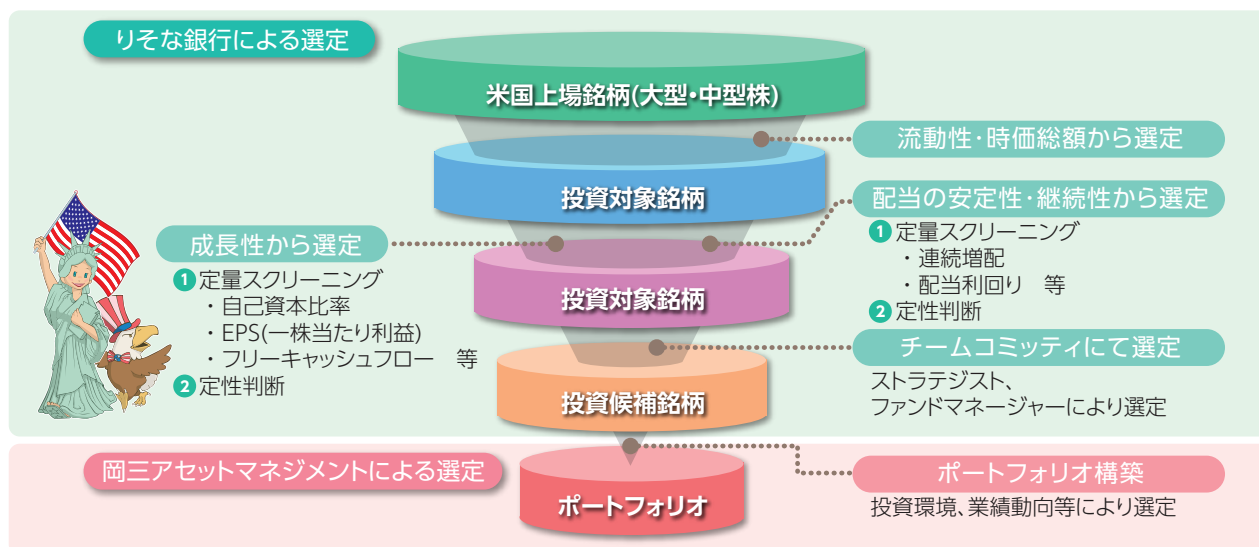 りそな銀行による選定
米国上場銘柄(大型・中型株)
流動性・時価総額から選定
投資対象銘柄
配当の安定性・継続性から選定
1 定量スクリーニング
・連続増配
・配当利回り 等
2 定性判断
成長性から選定
1 定量スクリーニング
・自己資本比率
・EPS(一株当たり利益)
・フリーキャッシュフロー 等
2 定性判断
投資対象銘柄
チームコミッティにて選定
ストラテジスト、
ファンドマネージャーにより選定
投資候補銘柄
岡三アセットマネジメントによる選定
ポートフォリオ
ポートフォリオ構築
投資環境、業績動向等により選定